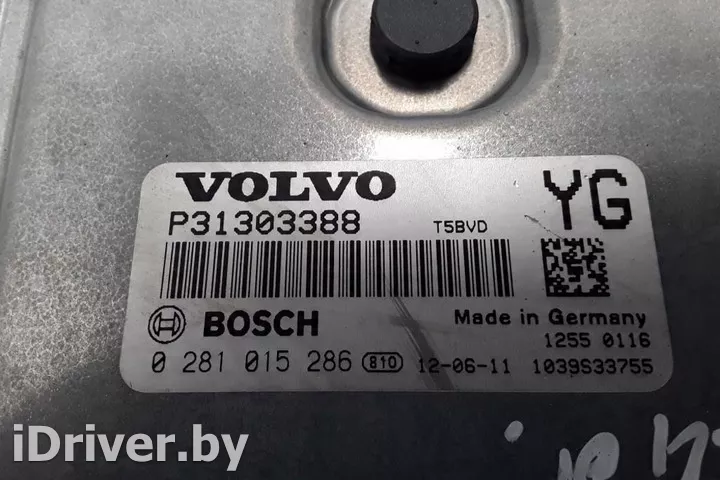 VOLVO YG
P31303388 T5BVD
BOSCH Made in Germany
1255 0116
0 281 015 286 810 12-06-11 1039S33755
iDriver.by